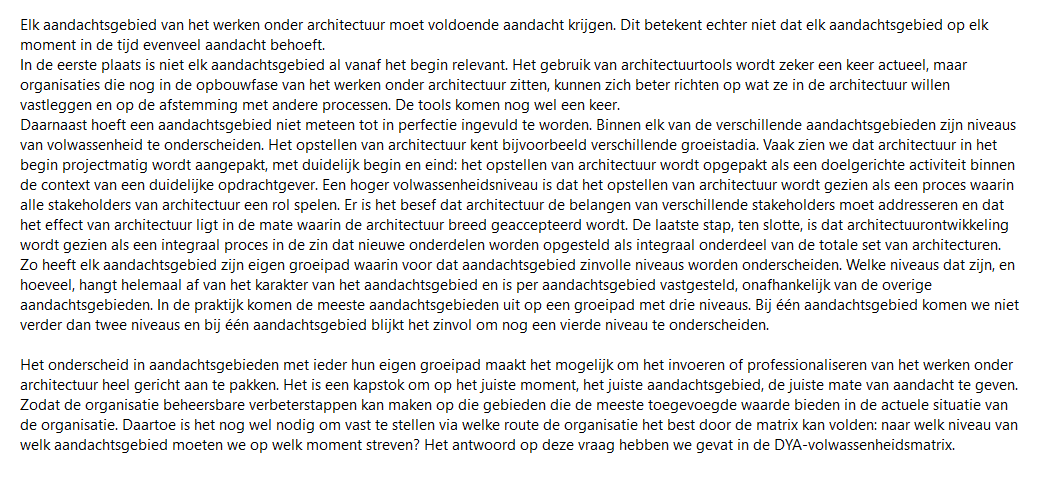 Elk aandachtsgebied van het werken onder architectuur moet voldoende aandacht krijgen. Dit betekent echter niet dat elk aandachtsgebied op elk
moment in de tijd evenveel aandacht behoeft.
In de eerste plaats is niet elk aandachtsgebied al vanaf het begin relevant. Het gebruik van architectuurtools wordt zeker een keer actueel, maar
organisaties die nog in de opbouwfase van het werken onder architectuur zitten, kunnen zich beter richten op wat ze in de architectuur willen
vastleggen en op de afstemming met andere processen. De tools komen nog wel een keer.
Daarnaast hoeft een aandachtsgebied niet meteen tot in perfectie ingevuld te worden. Binnen elk van de verschillende aandachtsgebieden zijn niveaus
van volwassenheid te onderscheiden. Het opstellen van architectuur kent bijvoorbeeld verschillende groeistadia. Vaak zien we dat architectuur in het
begin projectmatig wordt aangepakt, met duidelijk begin en eind: het opstellen van architectuur wordt opgepakt als een doelgerichte activiteit binnen
de context van een duidelijke opdrachtgever. Een hoger volwassenheidsniveau is dat het opstellen van architectuur wordt gezien als een proces waarin
alle stakeholders van architectuur een rol spelen. Er is het besef dat architectuur de belangen van verschillende stakeholders moet addresseren en dat
het effect van architectuur ligt in de mate waarin de architectuur breed geaccepteerd wordt. De laatste stap, ten slotte, is dat architectuurontwikkeling
wordt gezien als een integraal proces in de zin dat nieuwe onderdelen worden opgesteld als integraal onderdeel van de totale set van architecturen.
Zo heeft elk aandachtsgebied zijn eigen groeipad waarin voor dat aandachtsgebied zinvolle niveaus worden onderscheiden. Welke niveaus dat zijn, en
hoeveel, hangt helemaal af van het karakter van het aandachtsgebied en is per aandachtsgebied vastgesteld, onafhankelijk van de overige
aandachtsgebieden. In de praktijk komen de meeste aandachtsgebieden uit op een groeipad met drie niveaus. Bij één aandachtsgebied komen we niet
verder dan twee niveaus en bij één aandachtsgebied blijkt het zinvol om nog een vierde niveau te onderscheiden.

Het onderscheid in aandachtsgebieden met ieder hun eigen groeipad maakt het mogelijk om het invoeren of professionaliseren van het werken onder
architectuur heel gericht aan te pakken. Het is een kapstok om op het juiste moment, het juiste aandachtsgebied, de juiste mate van aandacht te geven.
Zodat de organisatie beheersbare verbeterstappen kan maken op die gebieden die de meeste toegevoegde waarde bieden in de actuele situatie van
de organisatie. Daartoe is het nog wel nodig om vast te stellen via welke route de organisatie het best door de matrix kan volden: naar welk niveau van
welk aandachtsgebied moeten we op welk moment streven? Het antwoord op deze vraag hebben we gevat in de DYA-volwassenheidsmatrix.